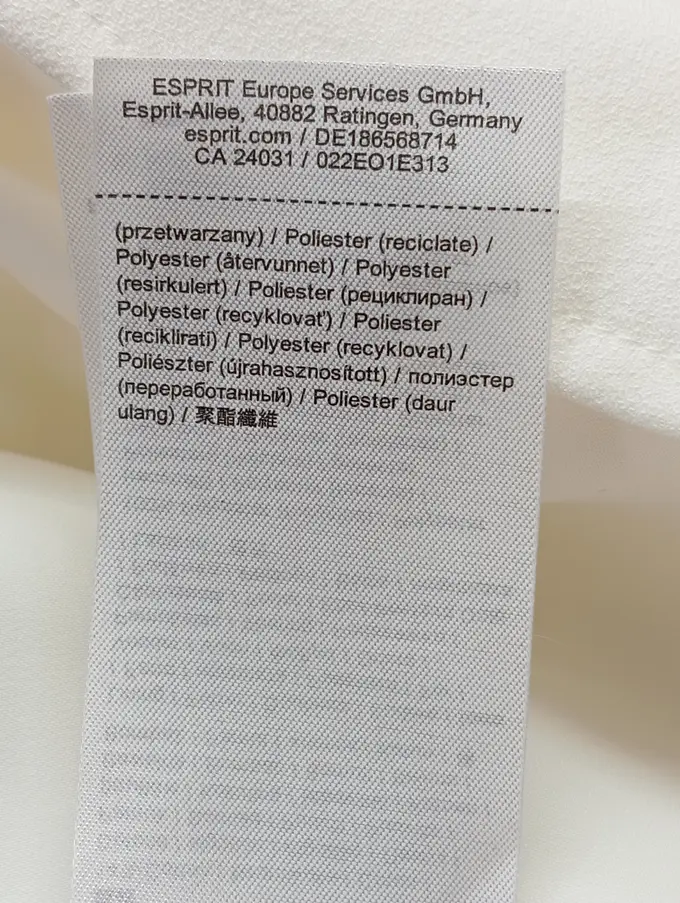 ESPRIT Europe Services GmbH,
Esprit-Allee, 40882 Ratingen, Germany
esprit.com / DE186568714
CA 24031 / 022EO1E313
(przetwarzany) / Poliester (reciclate) /
Polyester (återvunnet) / Polyester
(resirkulert) / Poliester (рециклиран) /
Polyester (recyklovať) / Poliester
(reciklirati) / Polyester (recyklovat) /
Poliészter (újrahasznosított) / полиэстер
(переработанный) / Poliester (daur
ulang) / 聚酯纖維